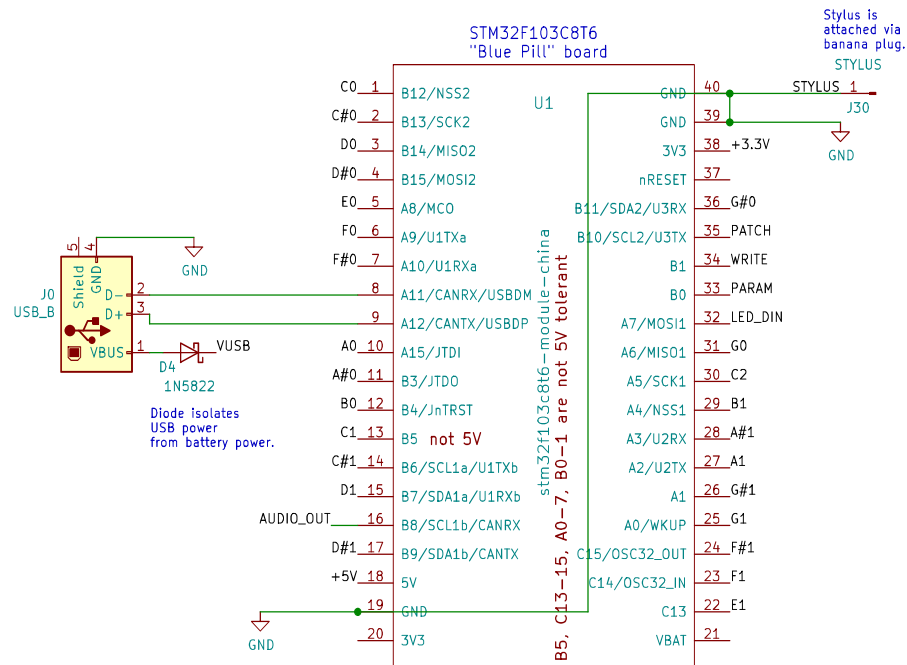 Stylus is
attached via
banana plug.
STYLUS
STM32F103C8T6
"Blue Pill" board
U1
STYLUS 1
J30
C0 1 B12/NSS2
C#0 2 B13/SCK2
D0 3 B14/MISO2
D#0 4 B15/MOSI2
E0 5 A8/MCO
F0 6 A9/U1TXa
F#0 7 A10/U1RXa
8 A11/CANRX/USBDM
9 A12/CANTX/USBDP
A0 10 A15/JTDI
A#0 11 B3/JTDO
B0 12 B4/JnTRST
C1 13 B5 not 5V
C#1 14 B6/SCL1a/U1TXb
D1 15 B7/SDA1a/U1RXb
AUDIO_OUT 16 B8/SCL1b/CANRX
D#1 17 B9/SDA1b/CANTX
+5V 18 5V
19 GND
20 3V3
GND 40
GND 39
3V3 38 +3.3V
nRESET 37
B11/SDA2/U3RX 36 G#0
B10/SCL2/U3TX 35 PATCH
B1 34 WRITE
B0 33 PARAM
A7/MOSI1 32 LED_DIN
A6/MISO1 31 G0
A5/SCK1 30 C2
A4/NSS1 29 B1
A3/U2RX 28 A#1
A2/U2TX 27 A1
A1 26 G#1
A0/WKUP 25 G1
C15/OSC32_OUT 24 F#1
C14/OSC32_IN 23 F1
C13 22 E1
VBAT 21
stm32f103c8t6-module-china
B5, C13-15, A0-7, B0-1 are not 5V tolerant
GND
GND
GND
J0
USB_B
5 Shield
4 GND
D- 2
D+ 3
VBUS 1
VUSB
D4
1N5822
Diode isolates
USB power
from battery power.